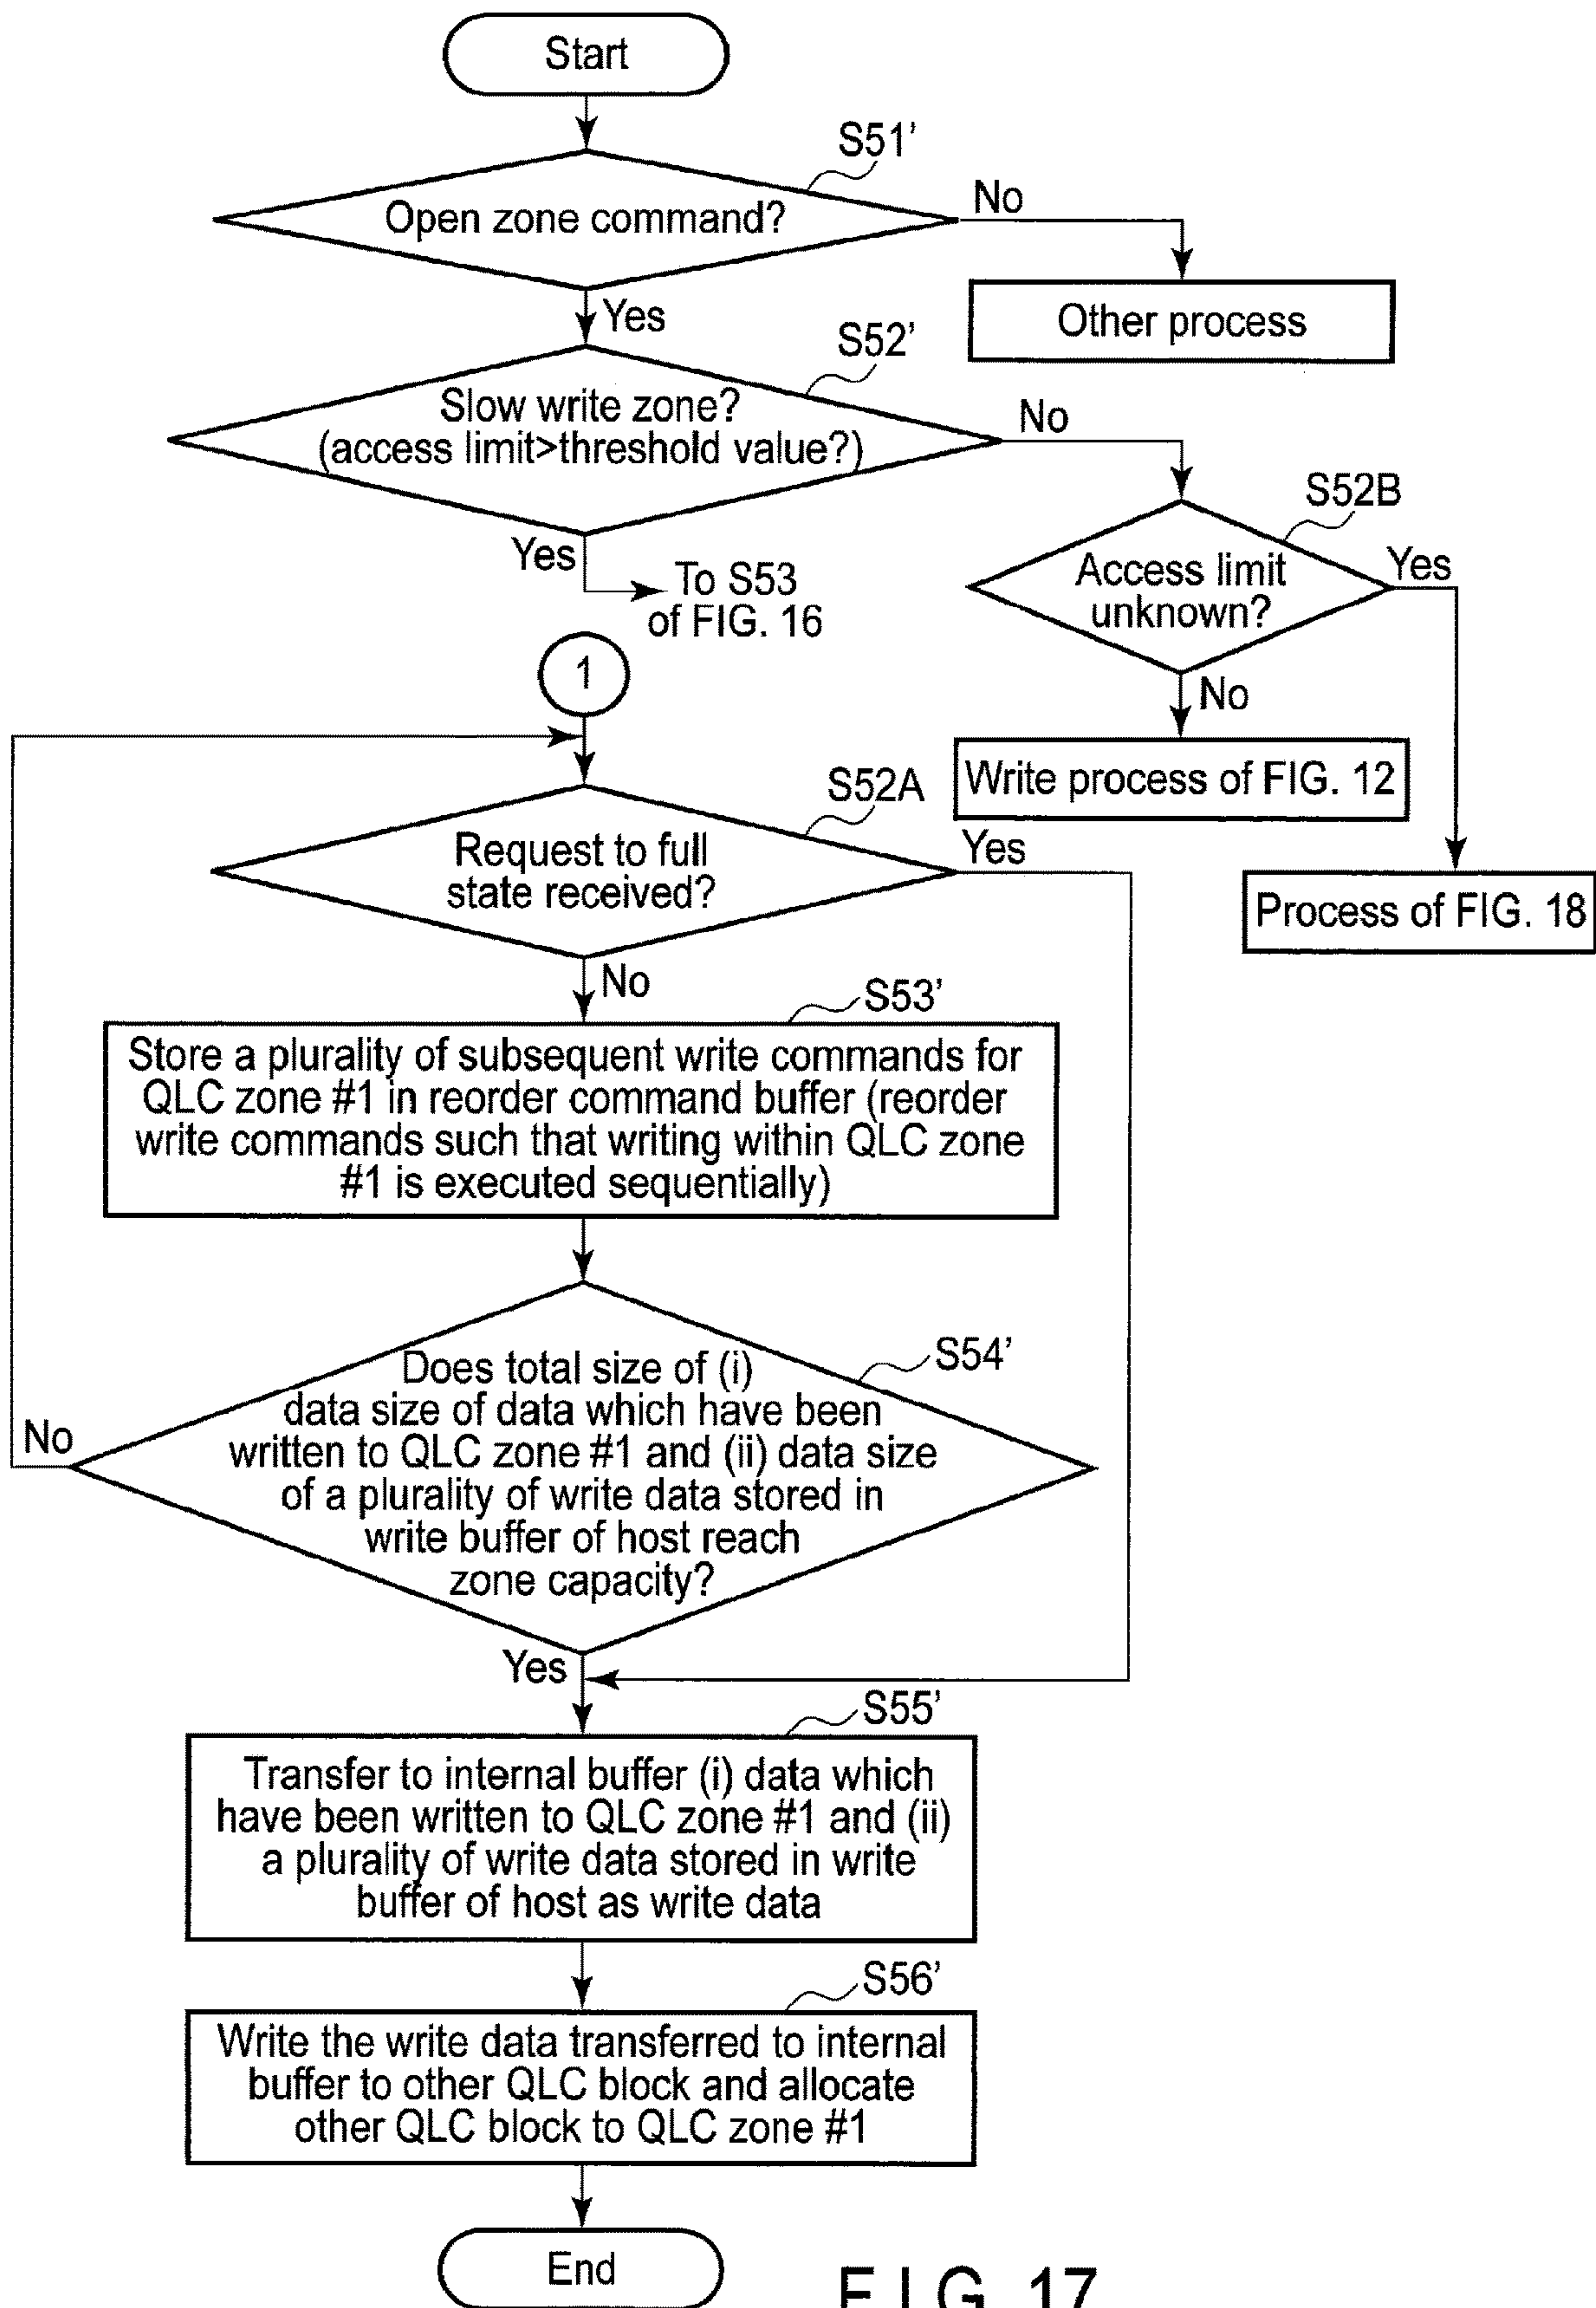 Start
S51'
Open zone command?
No
Yes
Other process
S52'
Slow write zone?
(access limit>threshold value?)
No
S52B
Yes
To S53
of FIG. 16
Access limit
unknown?
Yes
No
1
Write process of FIG. 12
S52A
Request to full
state received?
Yes
Process of FIG. 18
No
S53'
Store a plurality of subsequent write commands for
QLC zone #1 in reorder command buffer (reorder
write commands such that writing within QLC zone
#1 is executed sequentially)
S54'
Does total size of (i)
data size of data which have been
written to QLC zone #1 and (ii) data size
of a plurality of write data stored in
write buffer of host reach
zone capacity?
No
Yes
S55'
Transfer to internal buffer (i) data which
have been written to QLC zone #1 and (ii)
a plurality of write data stored in write
buffer of host as write data
S56'
Write the write data transferred to internal
buffer to other QLC block and allocate
other QLC block to QLC zone #1
End
FIG. 17